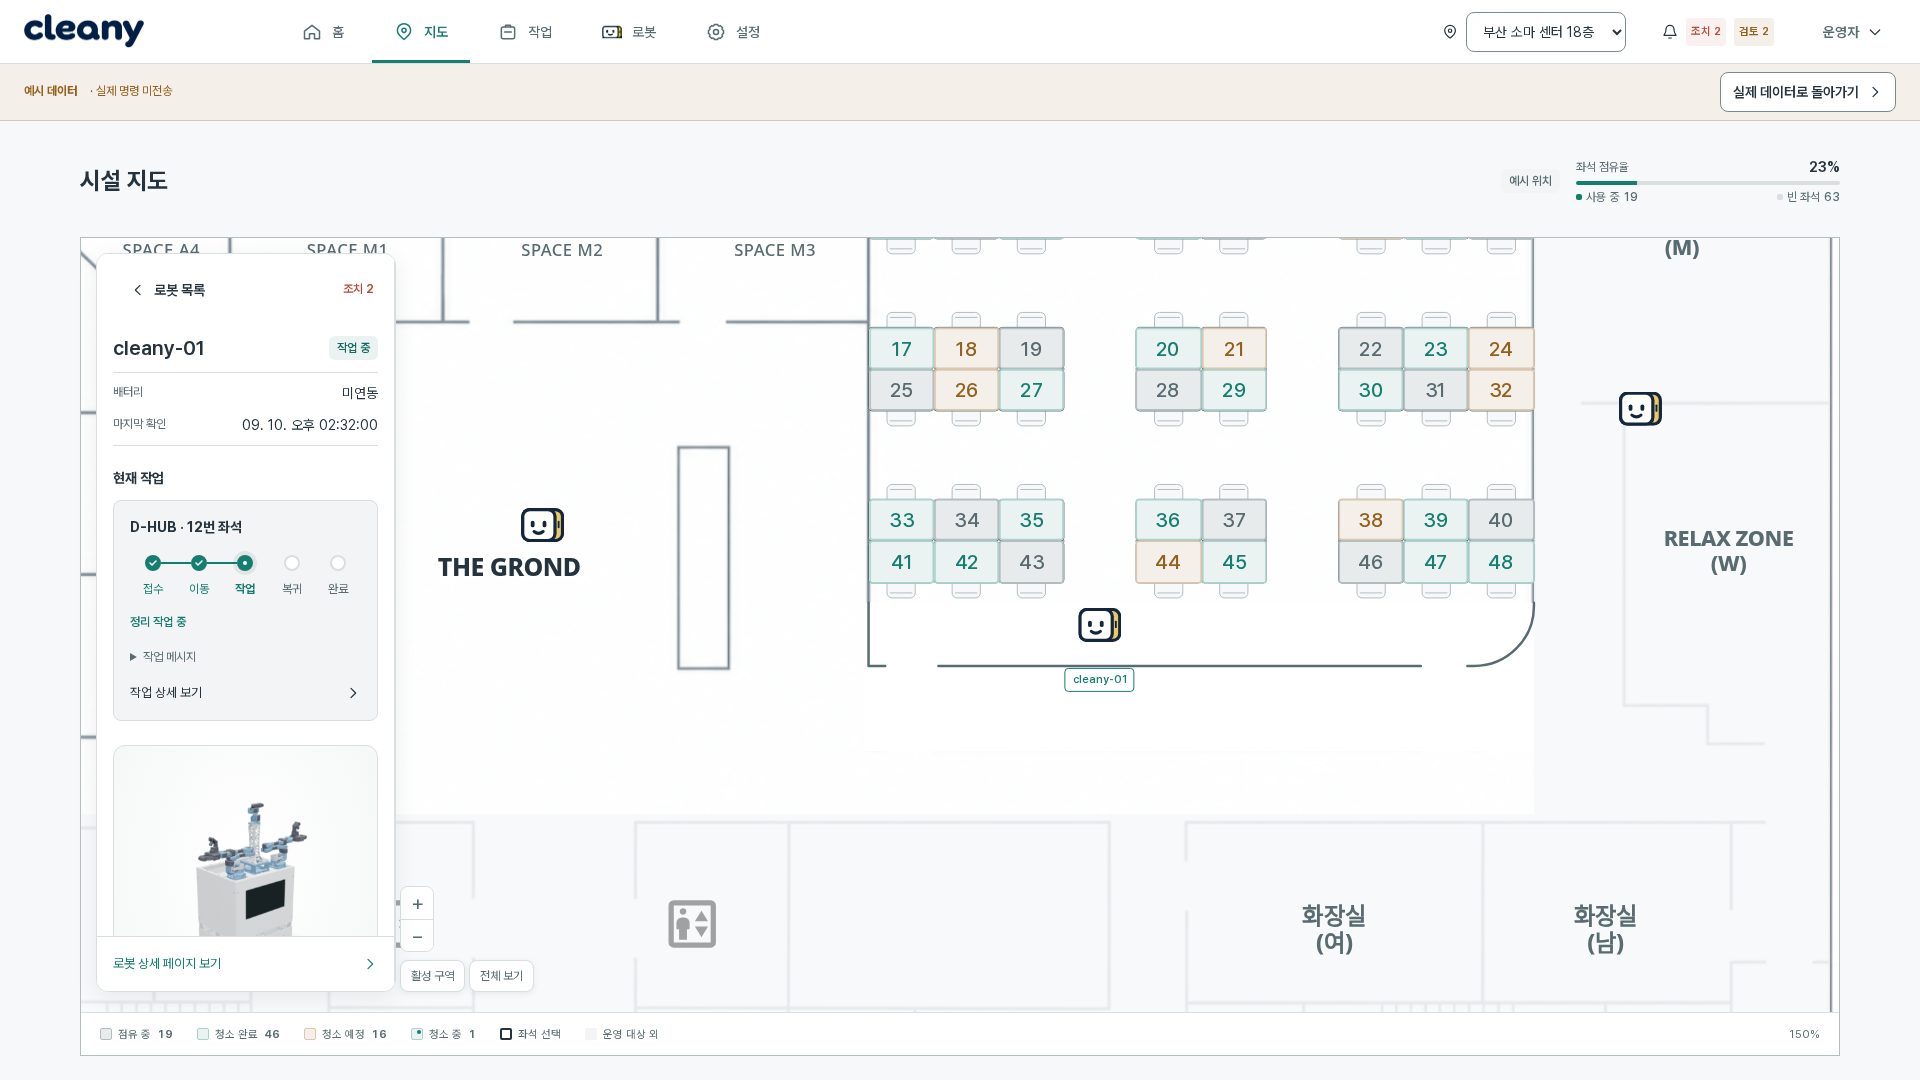 cleany
홈
지도
작업
로봇
설정
부산 소마 센터 18층
조치 2
검토 2
운영자
예시 데이터 · 실제 명령 미전송
실제 데이터로 돌아가기
시설 지도
예시 위치
좌석 점유율 23%
사용 중 19 빈 좌석 63
SPACE A4 SPACE M1 SPACE M2 SPACE M3
(M)
로봇 목록 조치 2
cleany-01 작업 중
배터리 미연동
마지막 확인 09. 10. 오후 02:32:00
현재 작업
D-HUB · 12번 좌석
접수 이동 작업 복귀 완료
정리 작업 중
작업 메시지
작업 상세 보기
로봇 상세 페이지 보기
THE GROND
17 18 19 20 21 22 23 24
25 26 27 28 29 30 31 32
33 34 35 36 37 38 39 40
41 42 43 44 45 46 47 48
cleany-01
RELAX ZONE
(W)
화장실
(여)
화장실
(남)
+
−
활성 구역 전체 보기
점유 중 19 청소 완료 46 청소 예정 16 청소 중 1 좌석 선택 운영 대상 외 150%